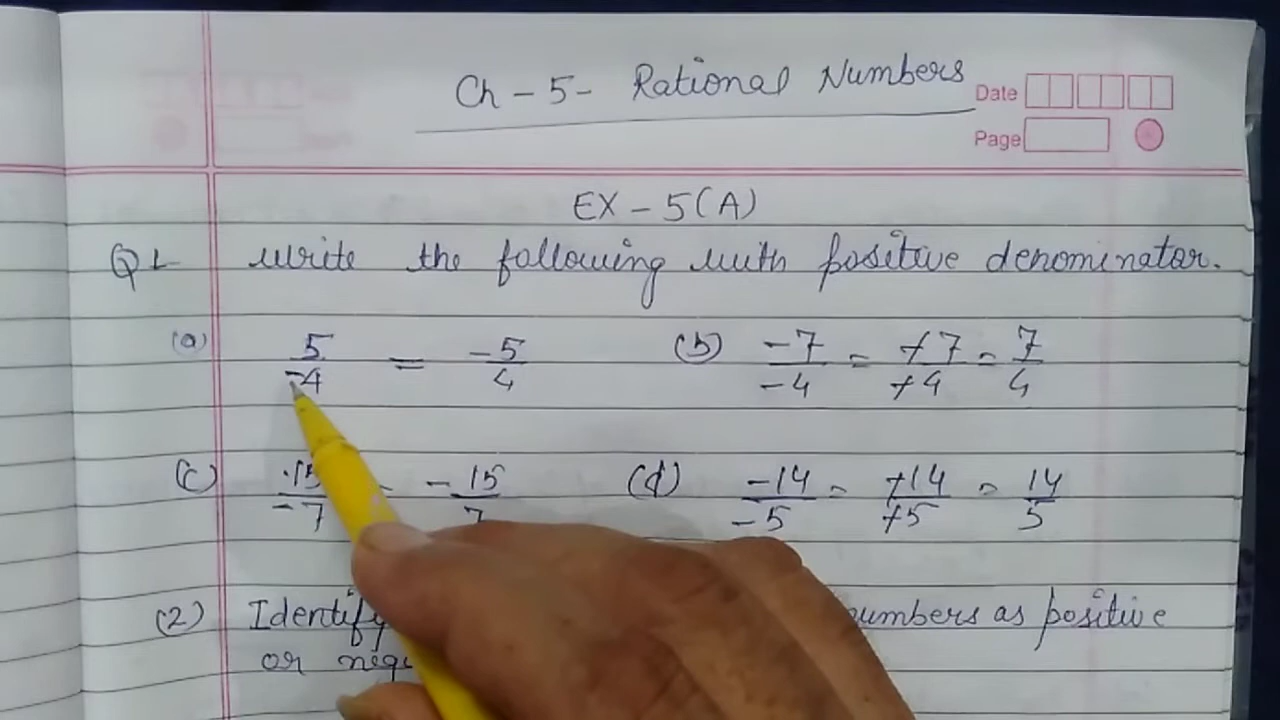 Ch - 5 - Rational Numbers
Date
Page
EX - 5(A)
Q1 Write the following with positive denominator.
(a) 5/-4 = -5/4 (b) -7/-4 = +7/+4 = 7/4
(c) 15/-7 = -15/7 (d) -14/-5 = +14/+5 = 14/5
(2) Identify numbers as positive
or